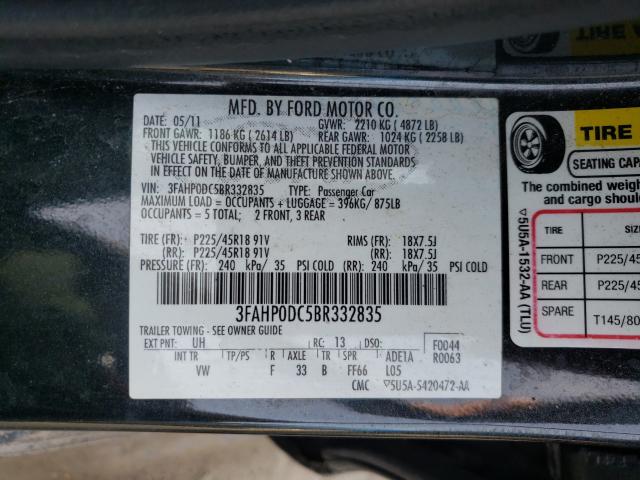 MFD. BY FORD MOTOR CO.
DATE: 05/11 GVWR: 2210 KG ( 4872 LB)
FRONT GAWR: 1186 KG ( 2614 LB) REAR GAWR: 1024 KG ( 2258 LB)
THIS VEHICLE CONFORMS TO ALL APPLICABLE FEDERAL MOTOR
VEHICLE SAFETY, BUMPER, AND THEFT PREVENTION STANDARDS
IN EFFECT ON THE DATE OF MANUFACTURE SHOWN ABOVE.
VIN: 3FAHP0DC5BR332835 TYPE: Passenger Car
MAXIMUM LOAD = OCCUPANTS + LUGGAGE = 396KG/ 875LB
OCCUPANTS = 5 TOTAL; 2 FRONT, 3 REAR
TIRE (FR): P225/45R18 91V RIMS (FR): 18X7.5J
(RR): P225/45R18 91V (RR): 18X7.5J
PRESSURE (FR): 240 kPa/ 35 PSI COLD (RR): 240 kPa/ 35 PSI COLD
3FAHP0DC5BR332835
TRAILER TOWING - SEE OWNER GUIDE
EXT PNT: UH RC: 13 DSO: F0044
INT TR TP/PS R AXLE TR SPR ADE1A R0063
VW F 33 B FF66 L05
CMC 5U5A-5420472-AA
5U5A-1532-AA (TLU)
TIRE A
TIRE
SEATING CAPA
The combined weight
and cargo should
TIRE SIZE
FRONT P225/45
REAR P225/45
SPARE T145/80